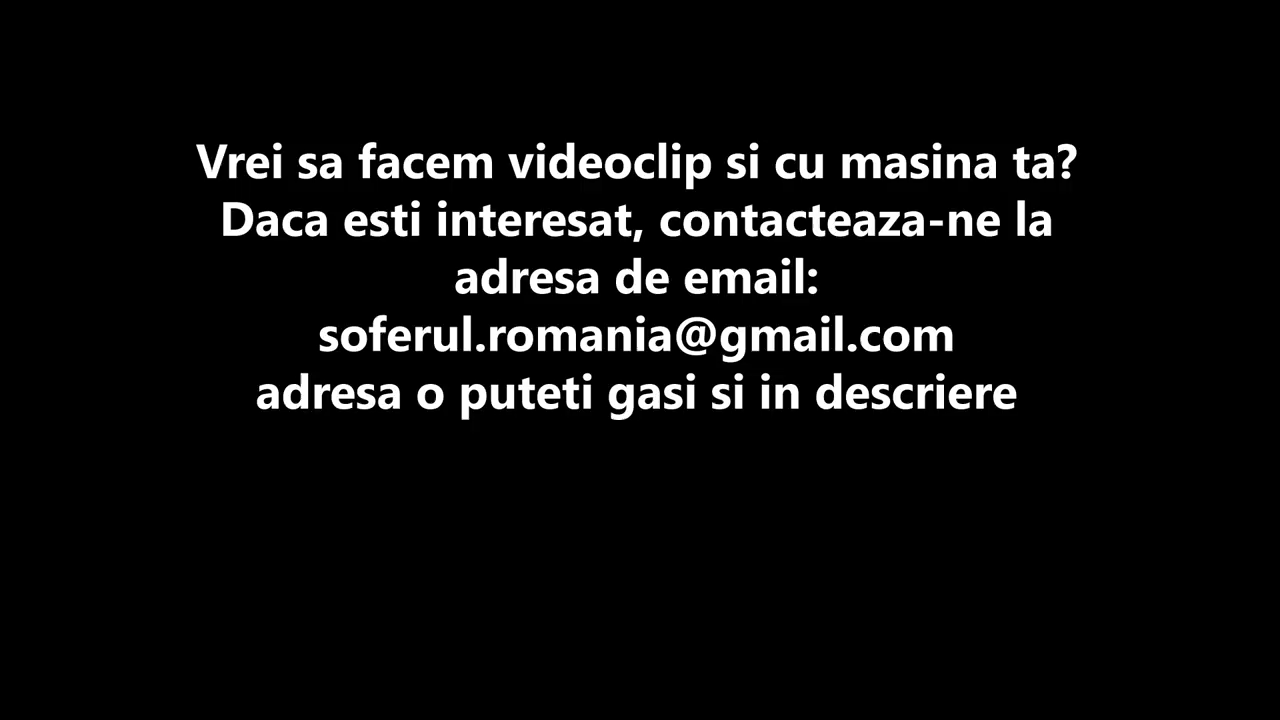 Vrei sa facem videoclip si cu masina ta?
Daca esti interesat, contacteaza-ne la
adresa de email:
soferul.romania@gmail.com
adresa o puteti gasi si in descriere